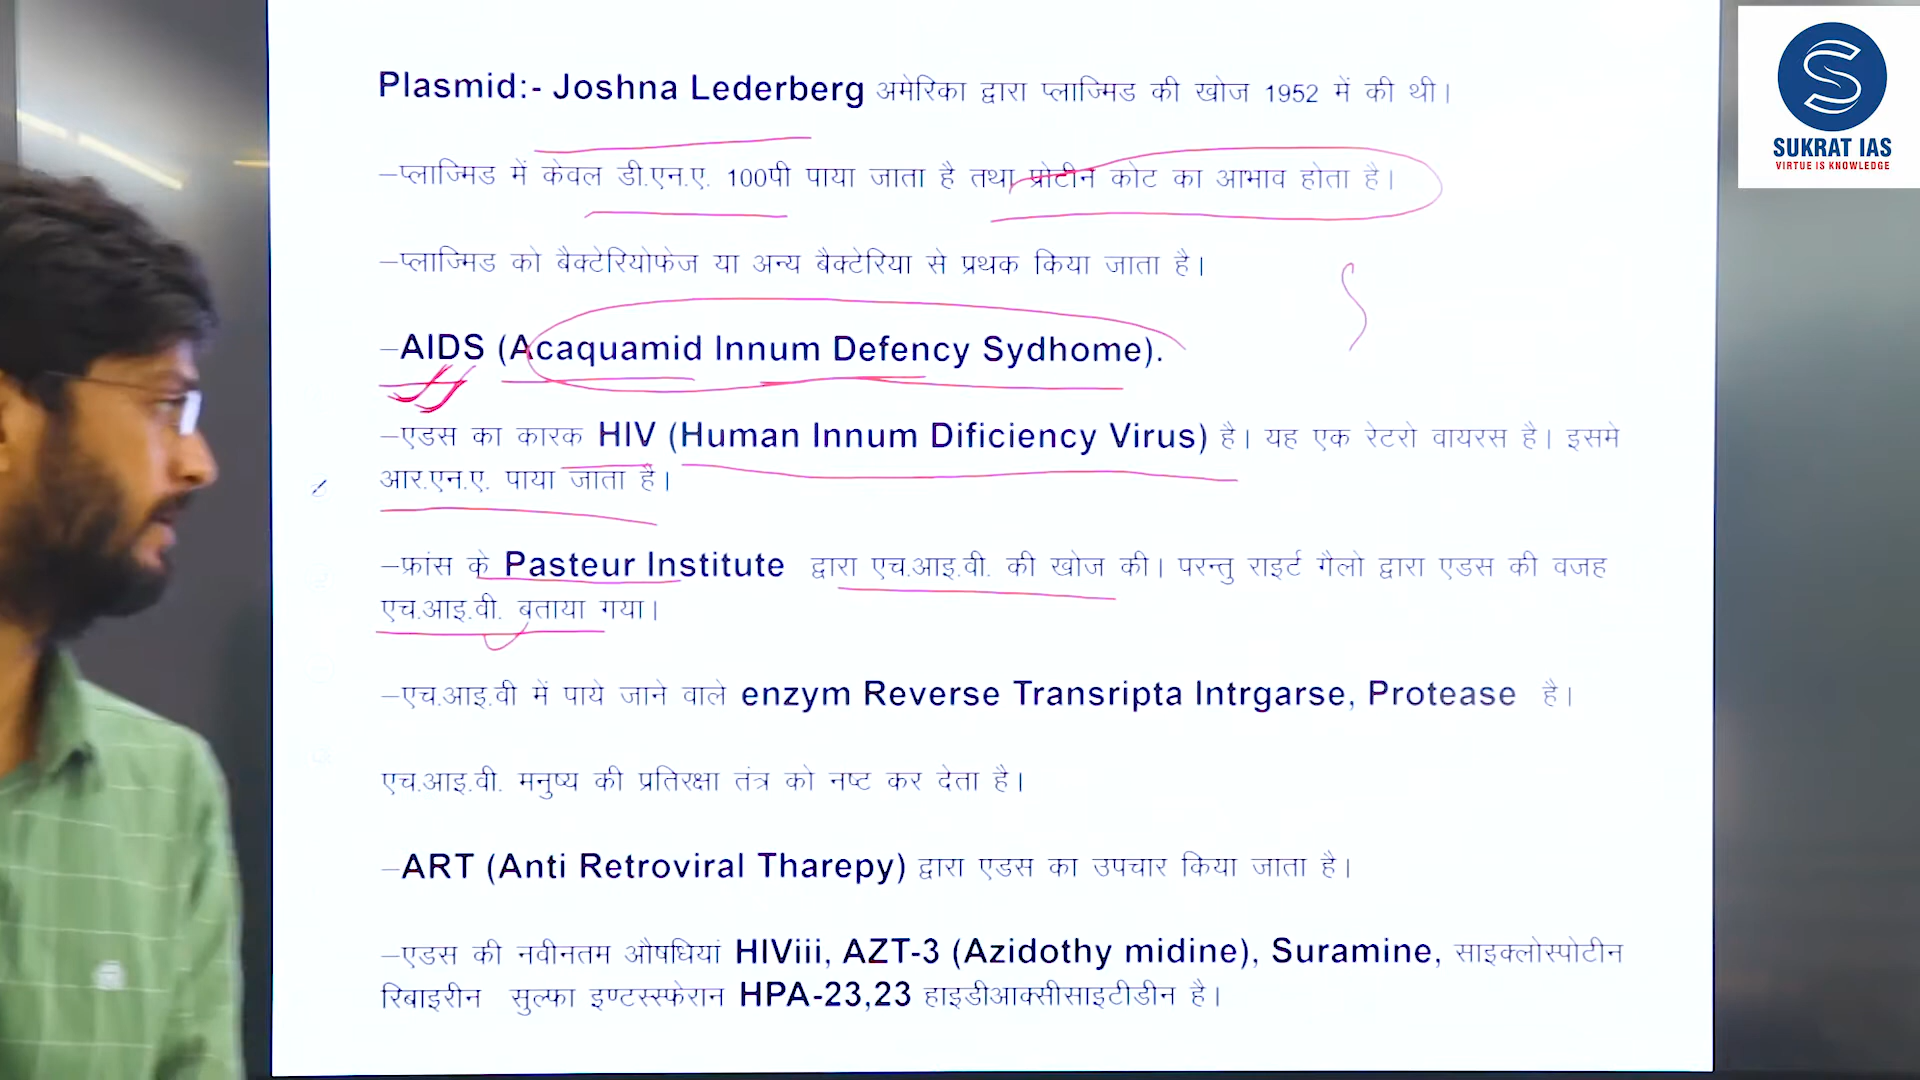 Plasmid:- Joshna Lederberg अमेरिका द्वारा प्लाज्मिड की खोज 1952 में की थी।
–प्लाज्मिड में केवल डी.एन.ए. 100पी पाया जाता है तथा प्रोटीन कोट का आभाव होता है।
–प्लाज्मिड को बैक्टेरियोफेज या अन्य बैक्टेरिया से प्रथक किया जाता है।
–AIDS (Acaquamid Innum Defency Sydhome).
–एडस का कारक HIV (Human Innum Dificiency Virus) है। यह एक रेटरो वायरस है। इसमे
आर.एन.ए. पाया जाता है।
–फ्रांस के Pasteur Institute द्वारा एच.आइ.वी. की खोज की। परन्तु राइर्ट गैलो द्वारा एडस की वजह
एच.आइ.वी. बताया गया।
–एच.आइ.वी में पाये जाने वाले enzym Reverse Transripta Intrgarse, Protease है।
एच.आइ.वी. मनुष्य की प्रतिरक्षा तंत्र को नष्ट कर देता है।
–ART (Anti Retroviral Tharepy) द्वारा एडस का उपचार किया जाता है।
–एडस की नवीनतम औषधियां HIViii, AZT-3 (Azidothy midine), Suramine, साइक्लोस्पोटीन
रिबाइरीन सुल्फा इण्टरस्फेरान HPA-23,23 हाइडीआक्सीसाइटीडीन है।
SUKRAT IAS
VIRTUE IS KNOWLEDGE